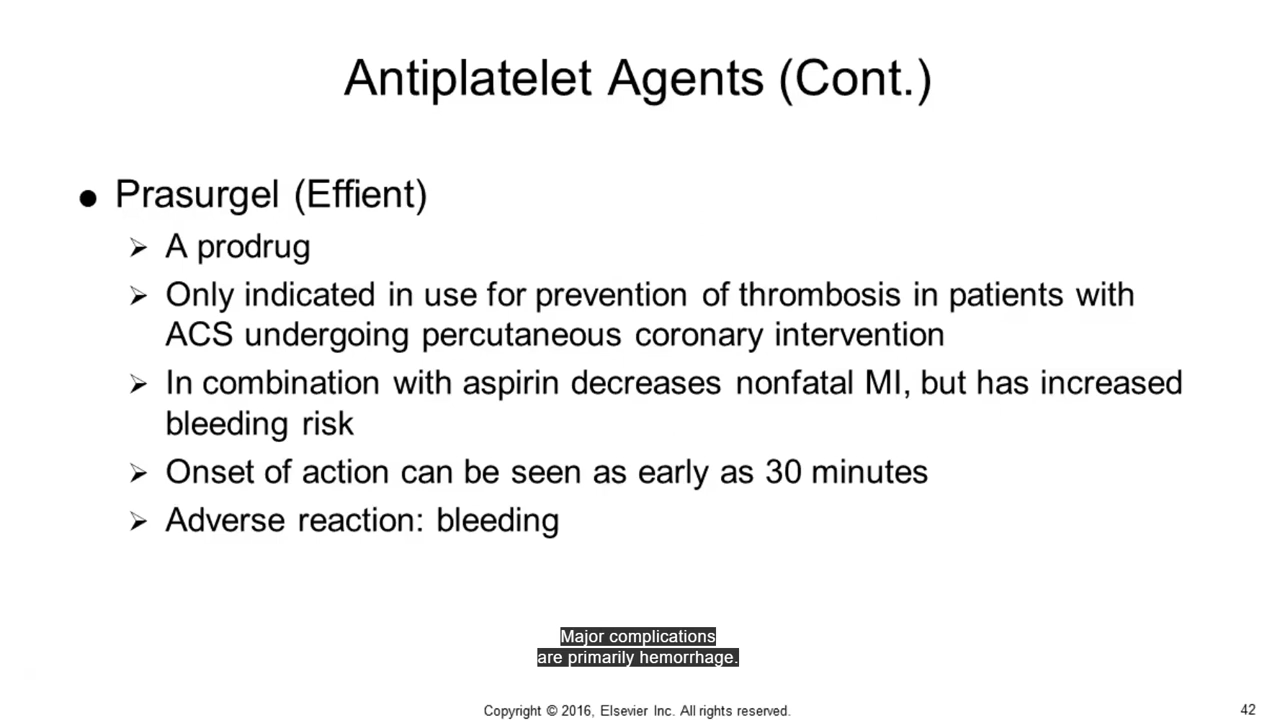 Antiplatelet Agents (Cont.)
● Prasurgel (Effient)
➢ A prodrug
➢ Only indicated in use for prevention of thrombosis in patients with
ACS undergoing percutaneous coronary intervention
➢ In combination with aspirin decreases nonfatal MI, but has increased
bleeding risk
➢ Onset of action can be seen as early as 30 minutes
➢ Adverse reaction: bleeding
Major complications
are primarily hemorrhage.
Copyright © 2016, Elsevier Inc. All rights reserved.
42